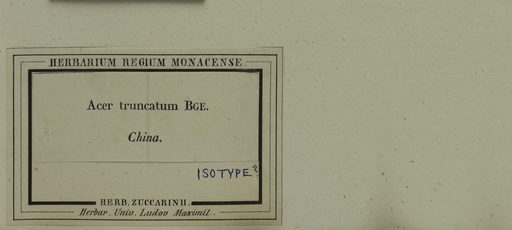 HERBARIUM REGIUM MONACENSE.
Acer truncatum BGE.
China.
ISOTYPE?
HERB. ZUCCARINII.
Herbar. Univ. Ludov Maximil.